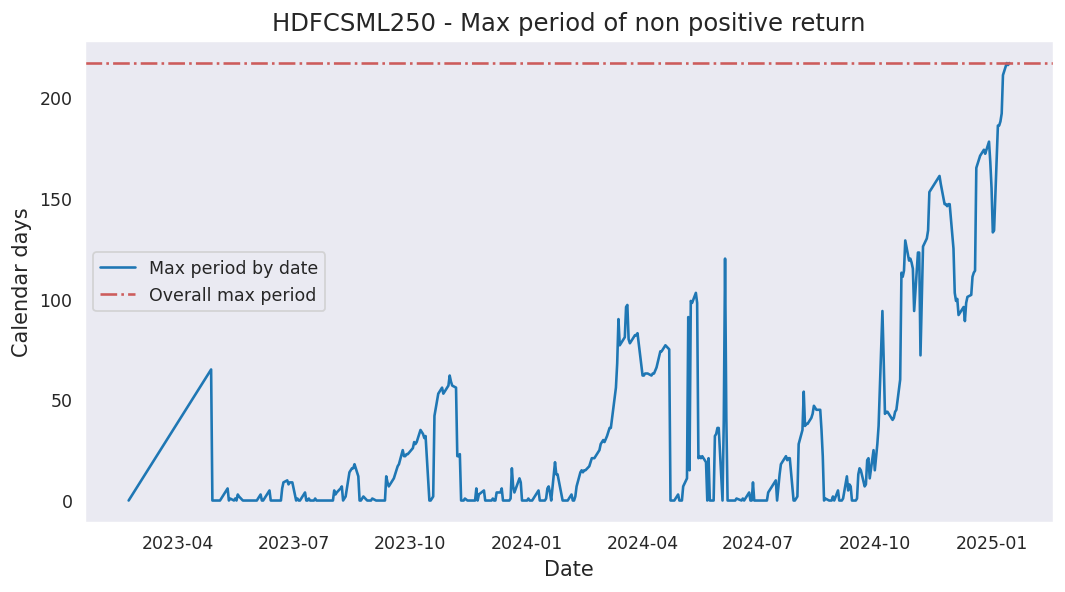 HDFCSML250 - Max period of non positive return
Calendar days
200
150
100
50
0
Max period by date
Overall max period
2023-04 2023-07 2023-10 2024-01 2024-04 2024-07 2024-10 2025-01
Date